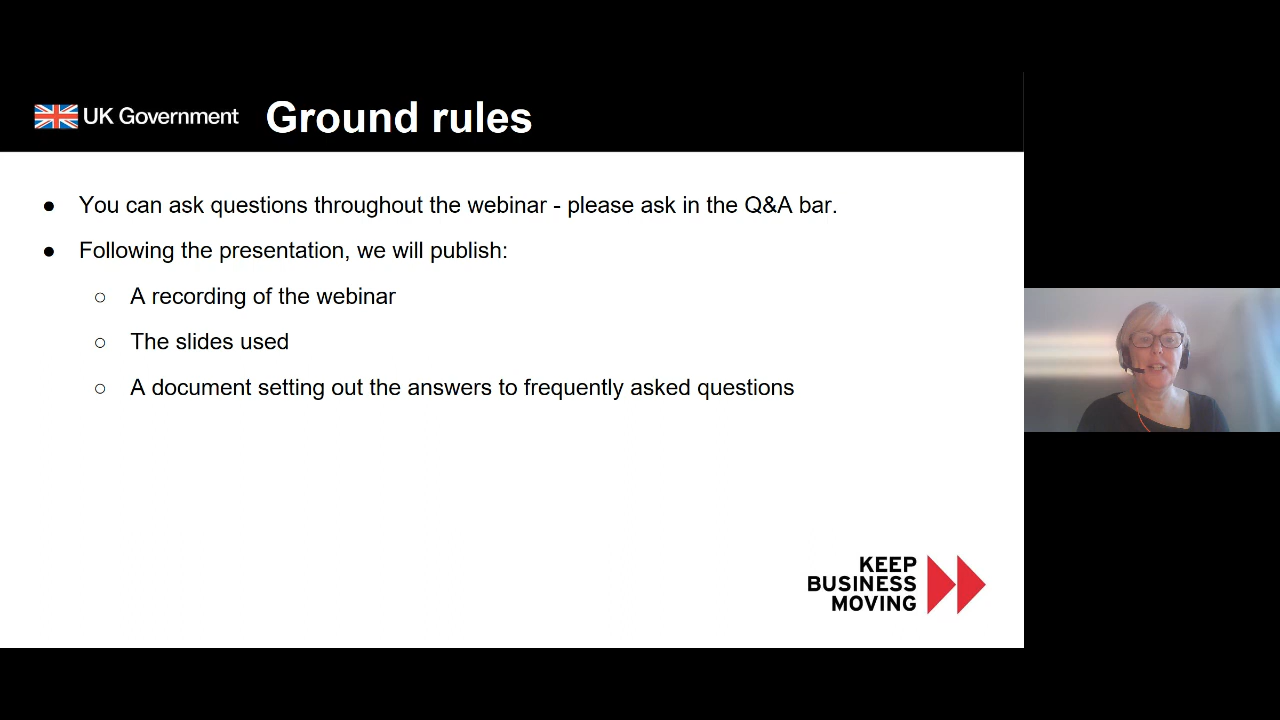 UK Government
Ground rules
● You can ask questions throughout the webinar - please ask in the Q&A bar.
● Following the presentation, we will publish:
○ A recording of the webinar
○ The slides used
○ A document setting out the answers to frequently asked questions
KEEP
BUSINESS
MOVING